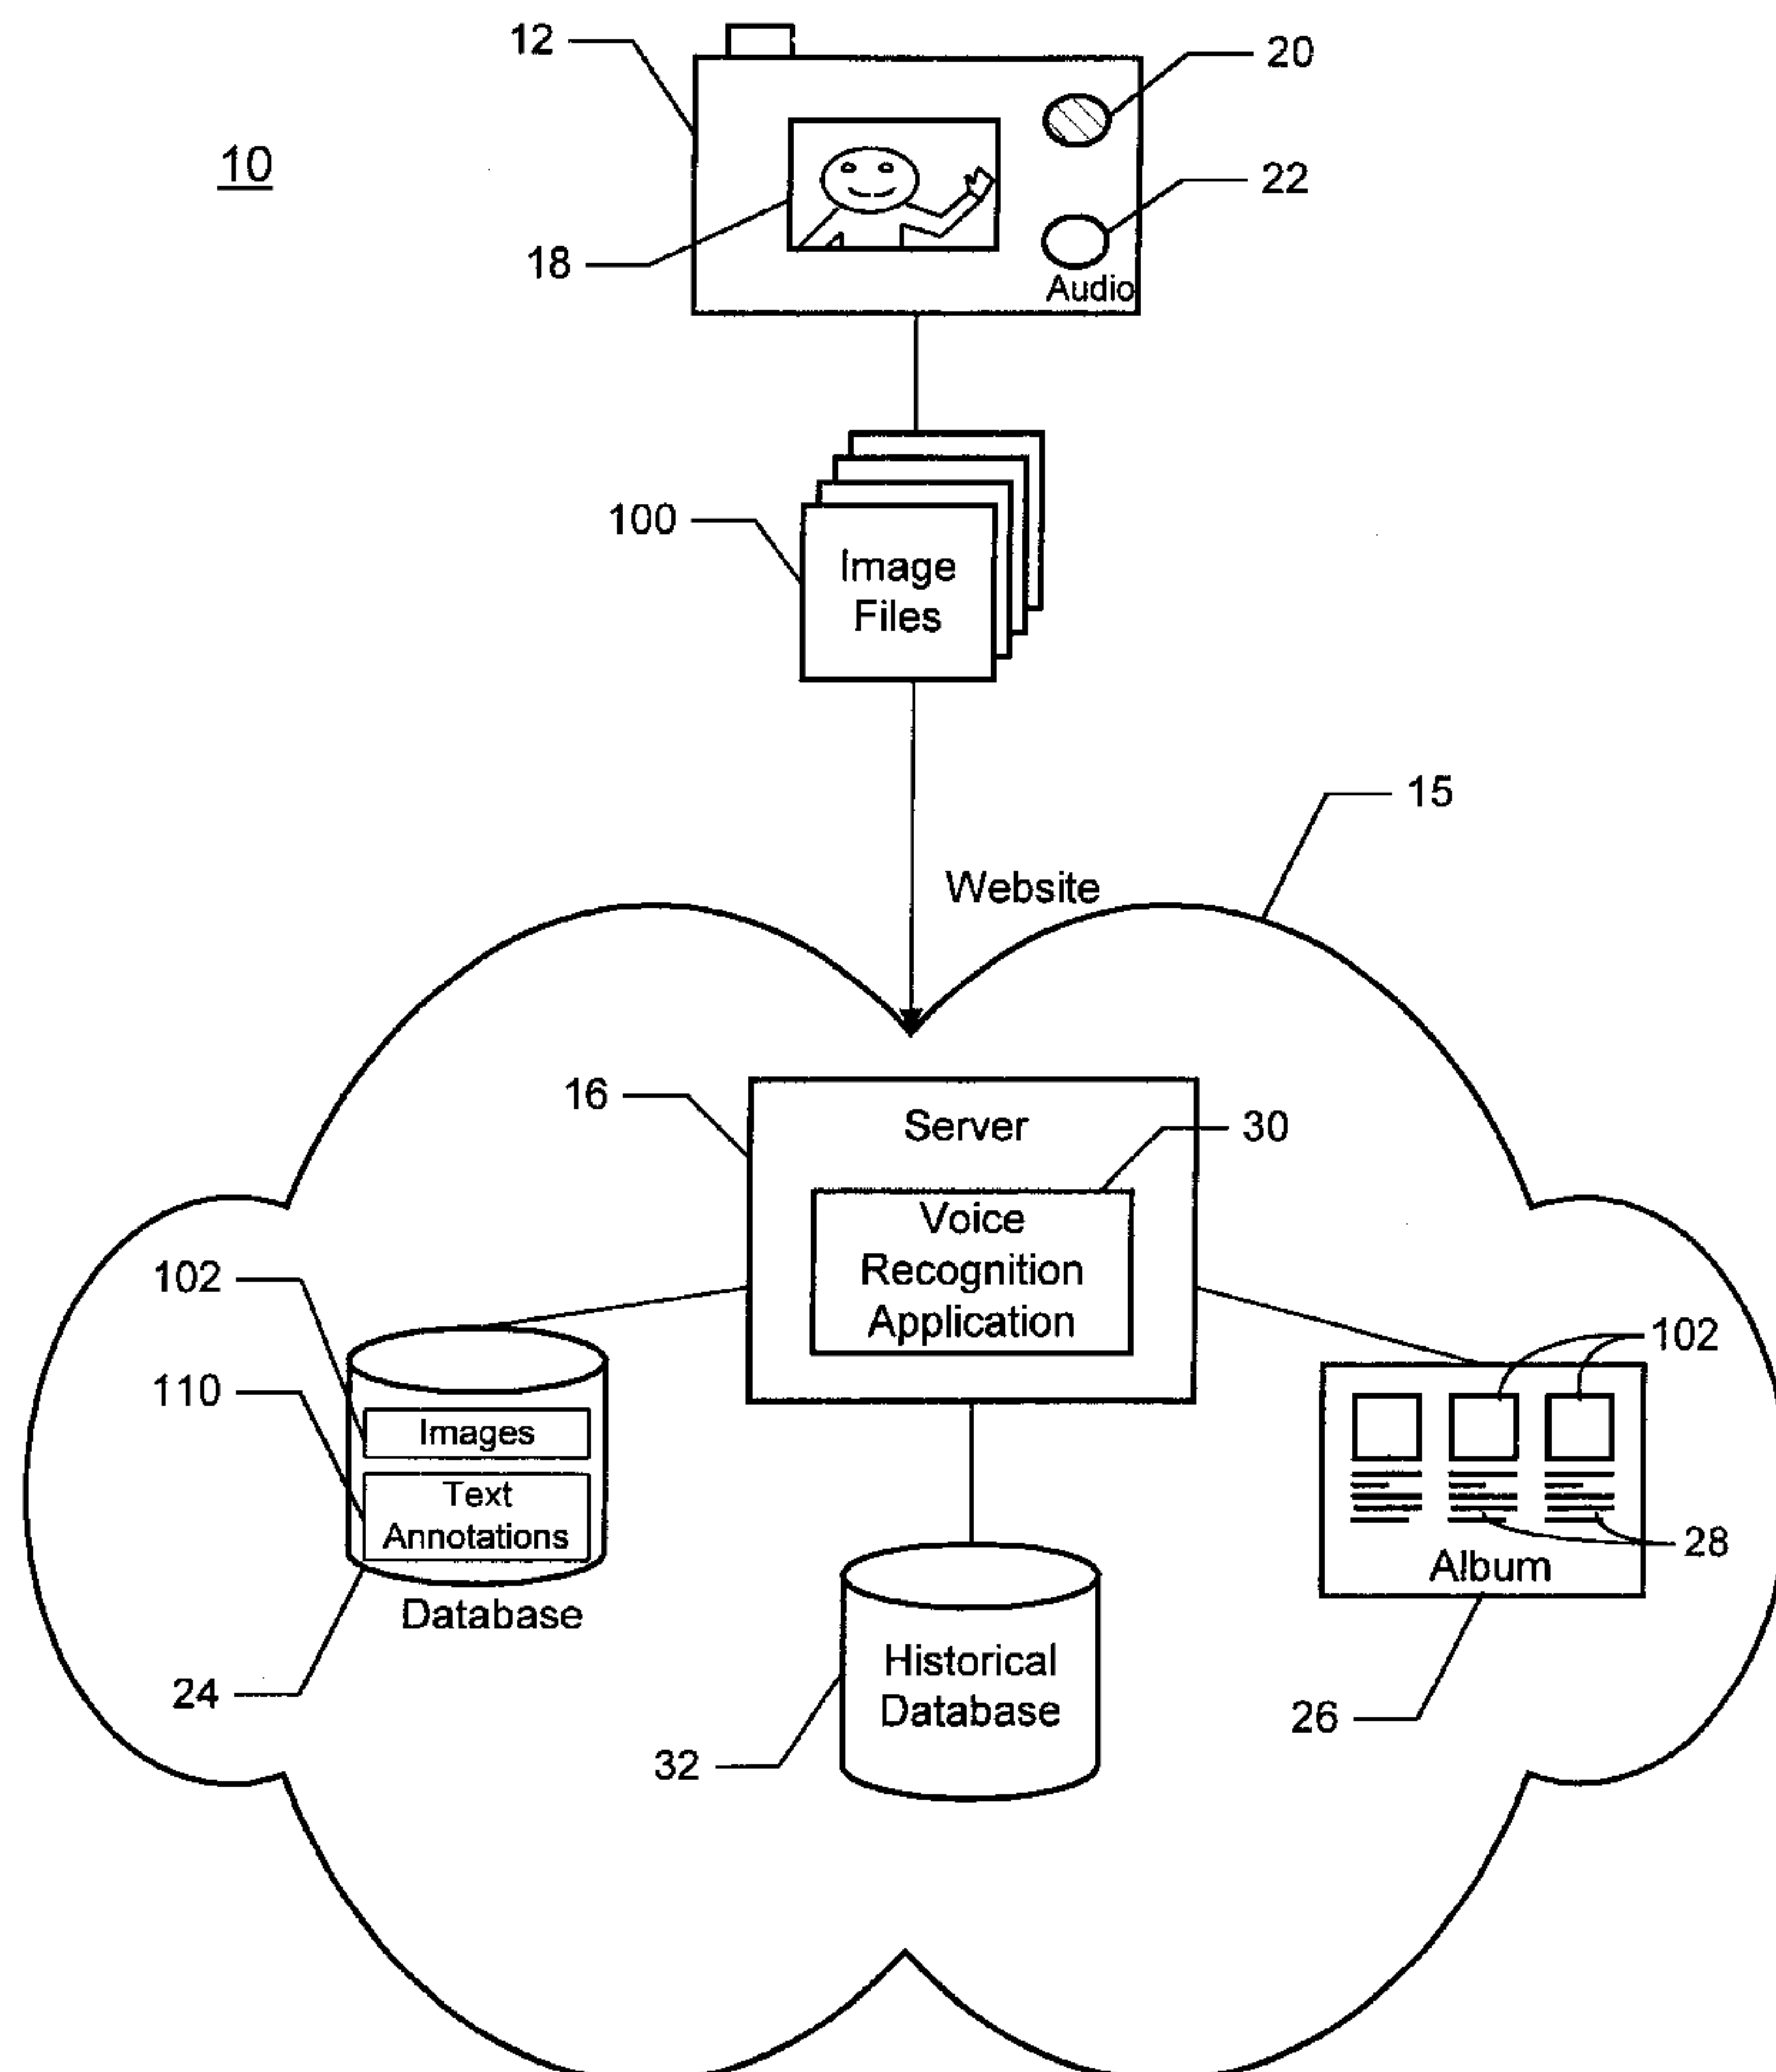 12
20
10
22
18
Audio
100
Image
Files
15
Website
16
Server
30
Voice
Recognition
Application
102
102
110
Images
Text
Annotations
28
Album
Database
24
Historical
Database
26
32